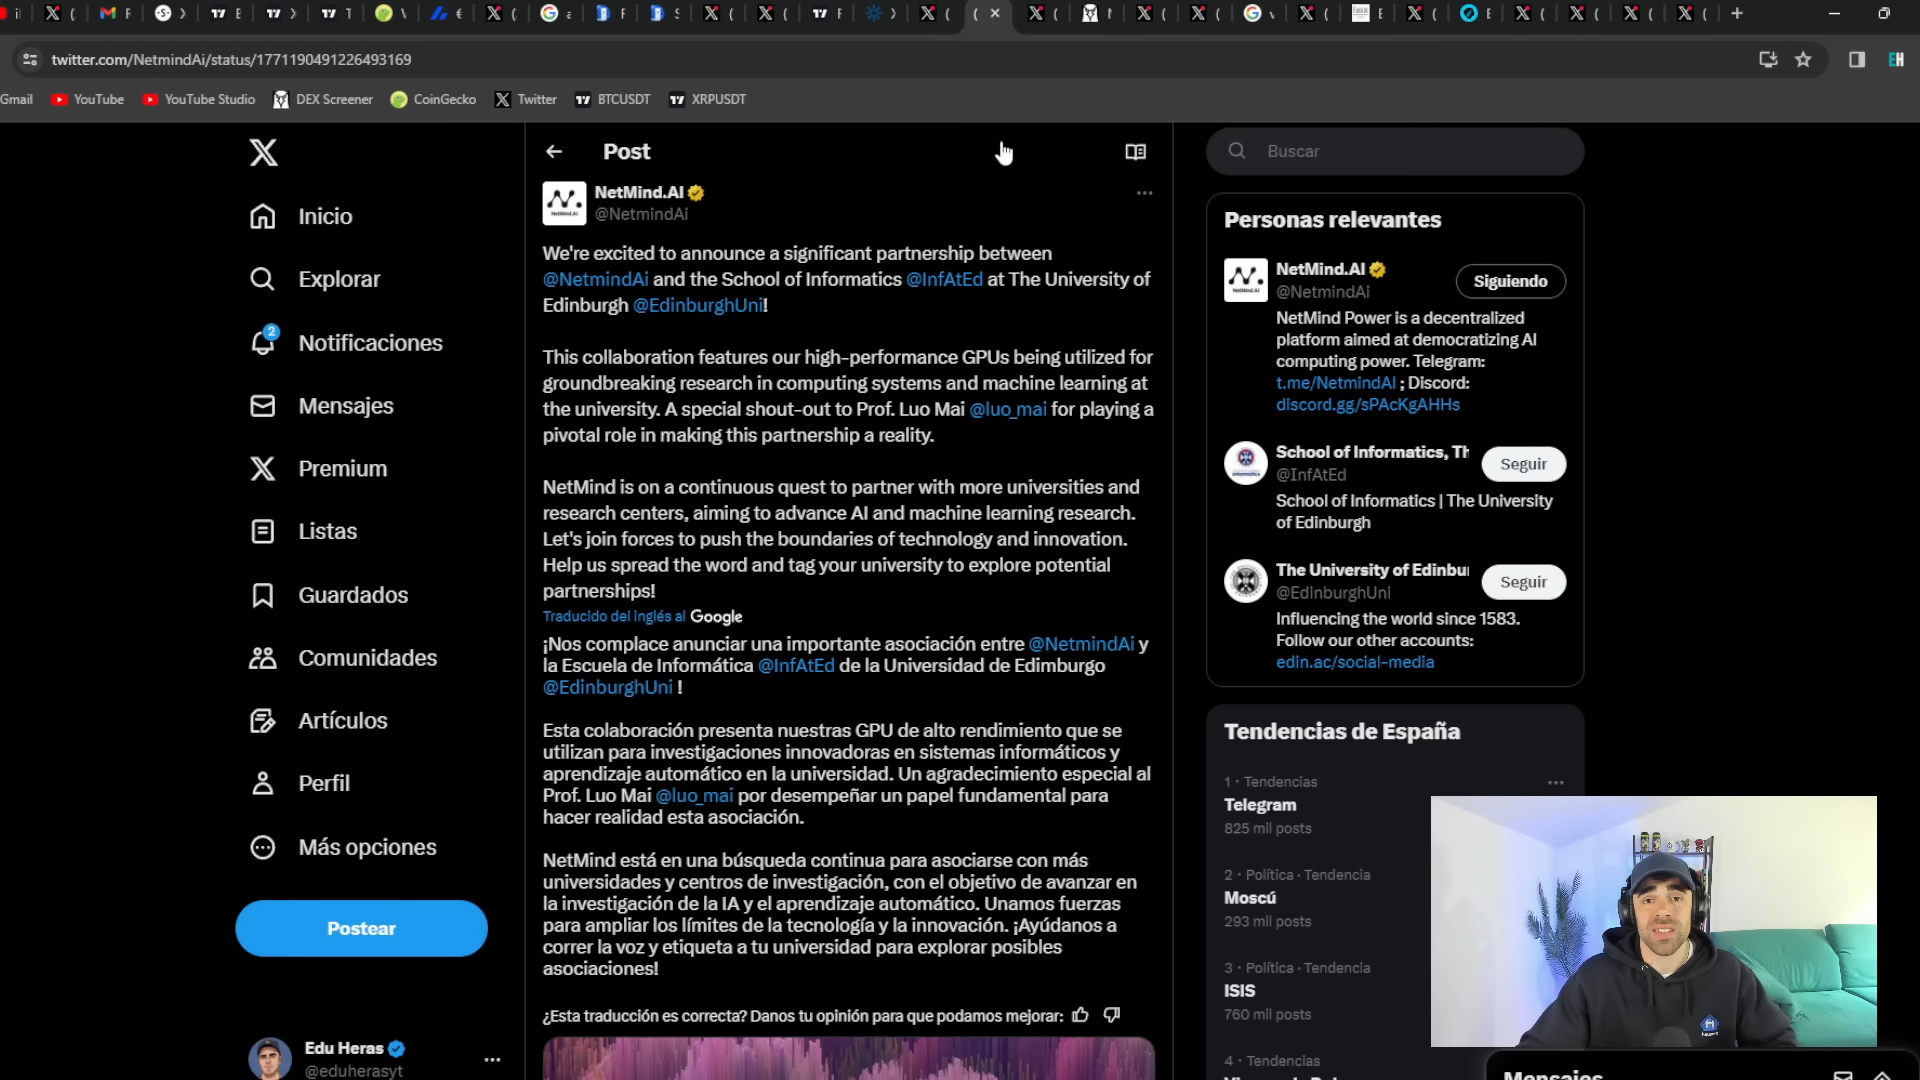 twitter.com/NetmindAi/status/1771190491226493169
Gmail
YouTube
YouTube Studio
DEX Screener
CoinGecko
Twitter
BTCUSDT
XRPUSDT
Inicio
Explorar
2
Notificaciones
Mensajes
Premium
Listas
Guardados
Comunidades
Artículos
Perfil
Más opciones
Postear
Edu Heras
@eduherasyt
Post
NetMind.AI
@NetmindAi
We're excited to announce a significant partnership between
@NetmindAi and the School of Informatics @InfAtEd at The University of
Edinburgh @EdinburghUni!
This collaboration features our high-performance GPUs being utilized for
groundbreaking research in computing systems and machine learning at
the university. A special shout-out to Prof. Luo Mai @luo_mai for playing a
pivotal role in making this partnership a reality.
NetMind is on a continuous quest to partner with more universities and
research centers, aiming to advance AI and machine learning research.
Let's join forces to push the boundaries of technology and innovation.
Help us spread the word and tag your university to explore potential
partnerships!
Traducido del inglés al Google
¡Nos complace anunciar una importante asociación entre @NetmindAi y
la Escuela de Informática @InfAtEd de la Universidad de Edimburgo
@EdinburghUni !
Esta colaboración presenta nuestras GPU de alto rendimiento que se
utilizan para investigaciones innovadoras en sistemas informáticos y
aprendizaje automático en la universidad. Un agradecimiento especial al
Prof. Luo Mai @luo_mai por desempeñar un papel fundamental para
hacer realidad esta asociación.
NetMind está en una búsqueda continua para asociarse con más
universidades y centros de investigación, con el objetivo de avanzar en
la investigación de la IA y el aprendizaje automático. Unamos fuerzas
para ampliar los límites de la tecnología y la innovación. ¡Ayúdanos a
correr la voz y etiqueta a tu universidad para explorar posibles
asociaciones!
¿Esta traducción es correcta? Danos tu opinión para que podamos mejorar:
Buscar
Personas relevantes
NetMind.AI
@NetmindAi
Siguiendo
NetMind Power is a decentralized
platform aimed at democratizing AI
computing power. Telegram:
t.me/NetmindAI ; Discord:
discord.gg/sPAcKgAHHs
School of Informatics, Th
@InfAtEd
Seguir
School of Informatics | The University
of Edinburgh
The University of Edinbu
@EdinburghUni
Seguir
Influencing the world since 1583.
Follow our other accounts:
edin.ac/social-media
Tendencias de España
1 · Tendencias
Telegram
825 mil posts
2 · Política · Tendencia
Moscú
293 mil posts
3 · Política · Tendencia
ISIS
760 mil posts
4 · Tendencias
Mensajes